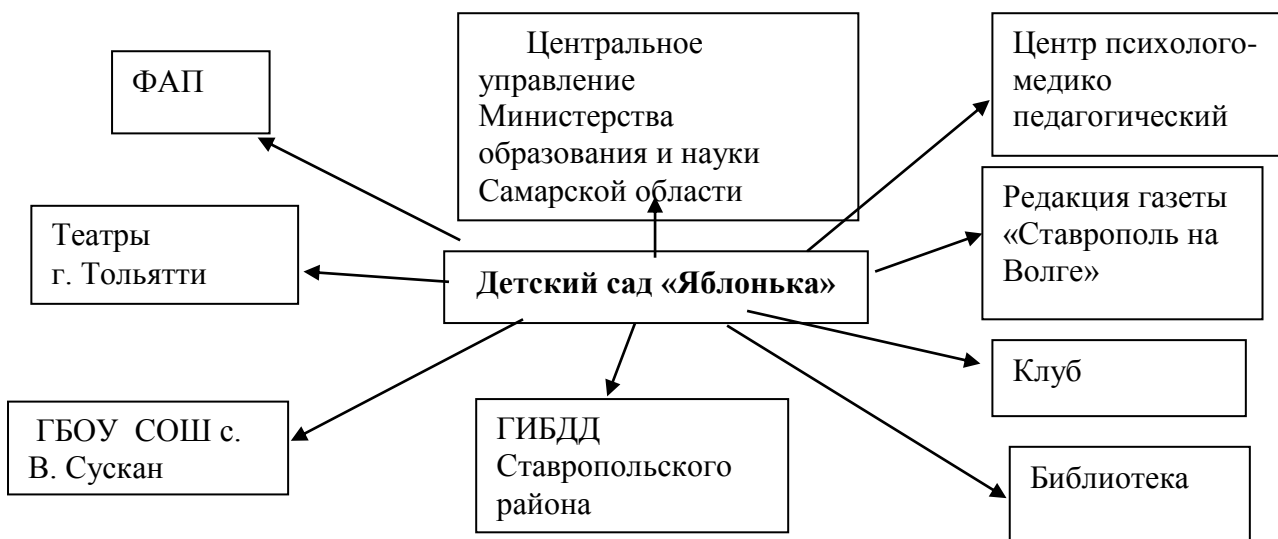 ФАП
Центральное
управление
Министерства
образования и науки
Самарской области
Центр психолого-
медико
педагогический
Театры
г. Тольятти
Детский сад «Яблонька»
Редакция газеты
«Ставрополь на
Волге»
ГБОУ СОШ с.
В. Сускан
ГИБДД
Ставропольского
района
Клуб
Библиотека